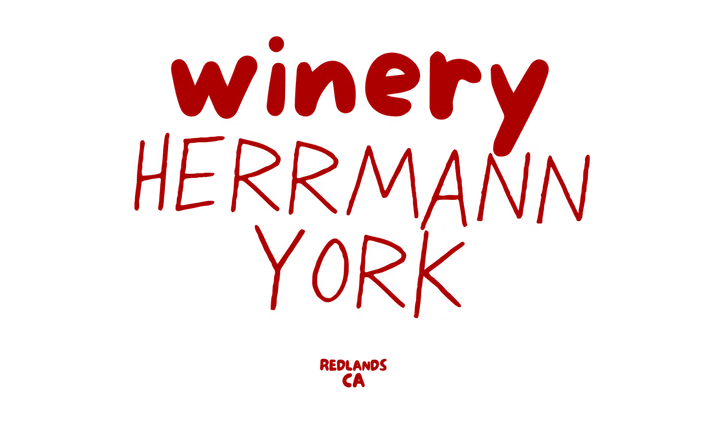 winery
HERRMANN
YORK
REDLANDS
CA